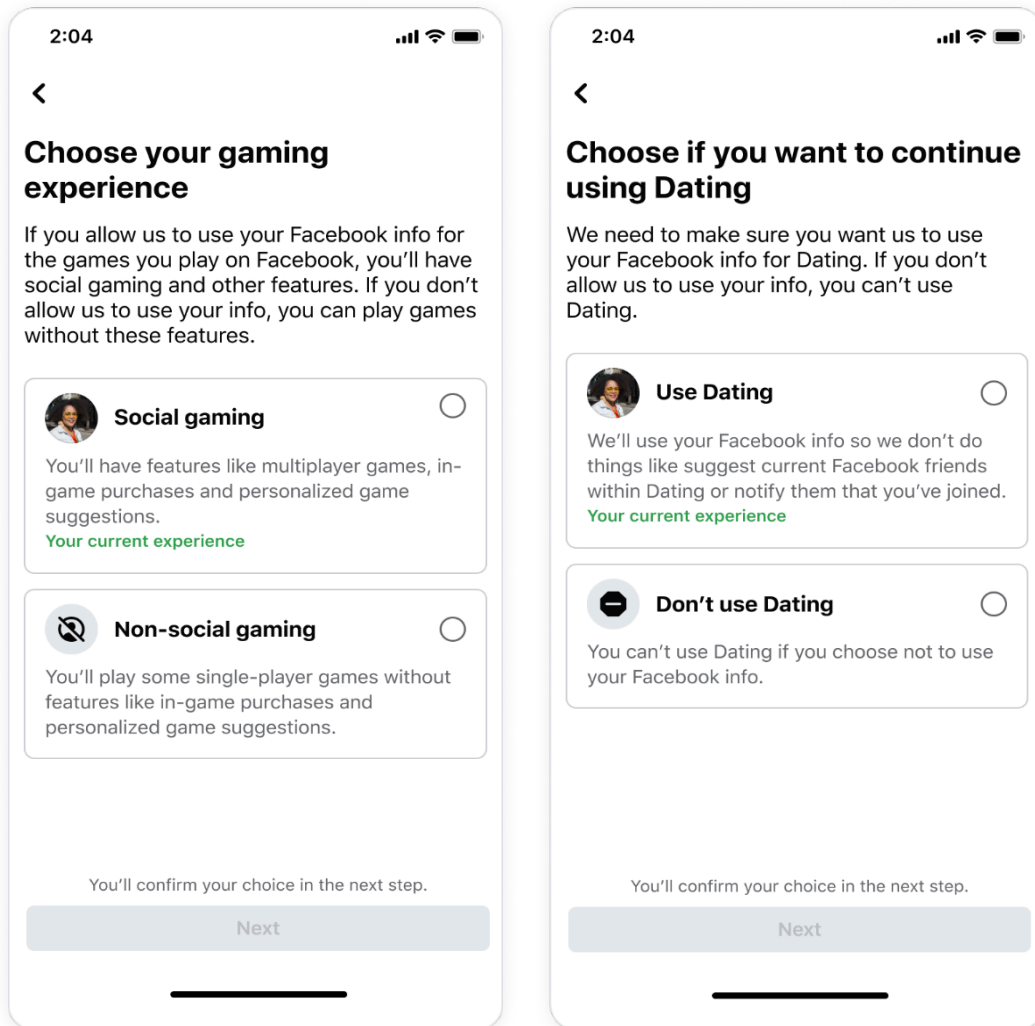 2:04
Choose your gaming
experience
If you allow us to use your Facebook info for
the games you play on Facebook, you’ll have
social gaming and other features. If you don’t
allow us to use your info, you can play games
without these features.
Social gaming
You’ll have features like multiplayer games, in-
game purchases and personalized game
suggestions.
Your current experience
Non-social gaming
You’ll play some single-player games without
features like in-game purchases and
personalized game suggestions.
You’ll confirm your choice in the next step.
Next
2:04
Choose if you want to continue
using Dating
We need to make sure you want us to use
your Facebook info for Dating. If you don’t
allow us to use your info, you can’t use
Dating.
Use Dating
We’ll use your Facebook info so we don’t do
things like suggest current Facebook friends
within Dating or notify them that you’ve joined.
Your current experience
Don’t use Dating
You can’t use Dating if you choose not to use
your Facebook info.
You’ll confirm your choice in the next step.
Next